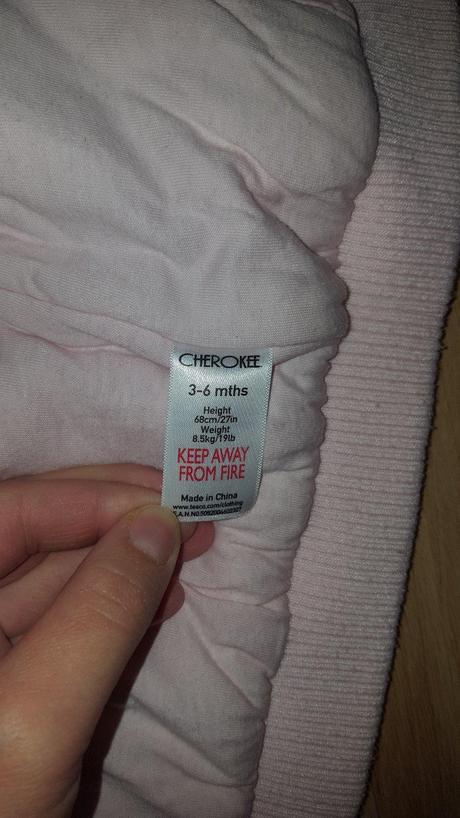 CHEROKEE
3-6 mths
Height
68cm/27in
Weight
8.5kg/19lb
KEEP AWAY
FROM FIRE
Made in China
www.tesco.com/clothing